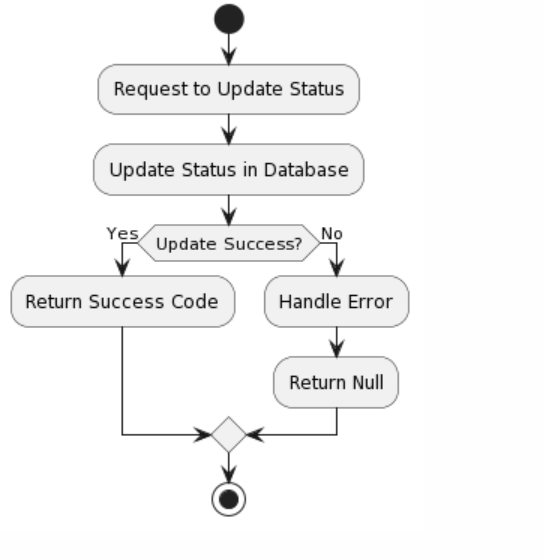 Request to Update Status
Update Status in Database
Yes
Update Success?
No
Return Success Code
Handle Error
Return Null